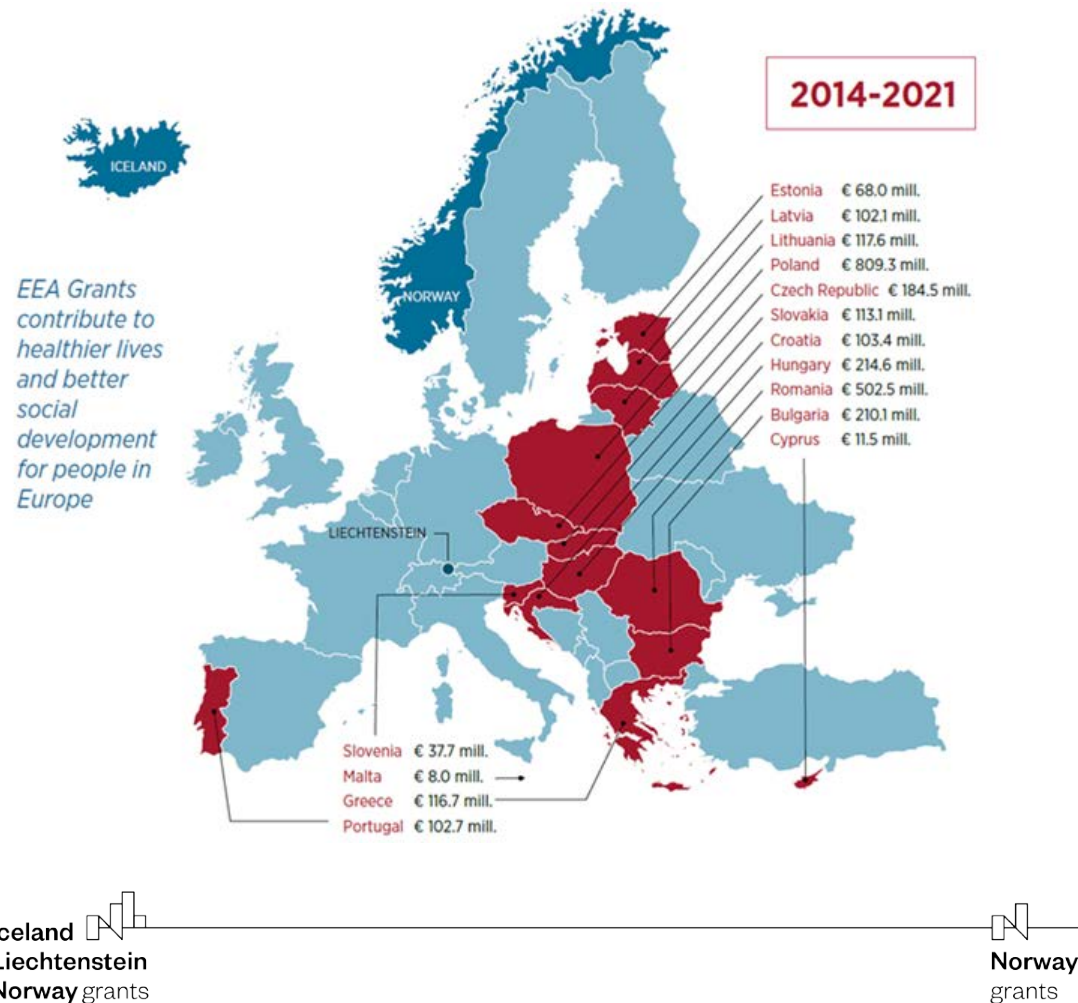 2014-2021
ICELAND
Estonia € 68.0 mill.
Latvia € 102.1 mill.
Lithuania € 117.6 mill.
Poland € 809.3 mill.
Czech Republic € 184.5 mill.
Slovakia € 113.1 mill.
Croatia € 103.4 mill.
Hungary € 214.6 mill.
Romania € 502.5 mill.
Bulgaria € 210.1 mill.
Cyprus € 11.5 mill.
EEA Grants
contribute to
healthier lives
and better
social
development
for people in
Europe
NORWAY
LIECHTENSTEIN
Slovenia € 37.7 mill.
Malta € 8.0 mill.
Greece € 116.7 mill.
Portugal € 102.7 mill.
celand
Liechtenstein
Norway grants
Norway
grants